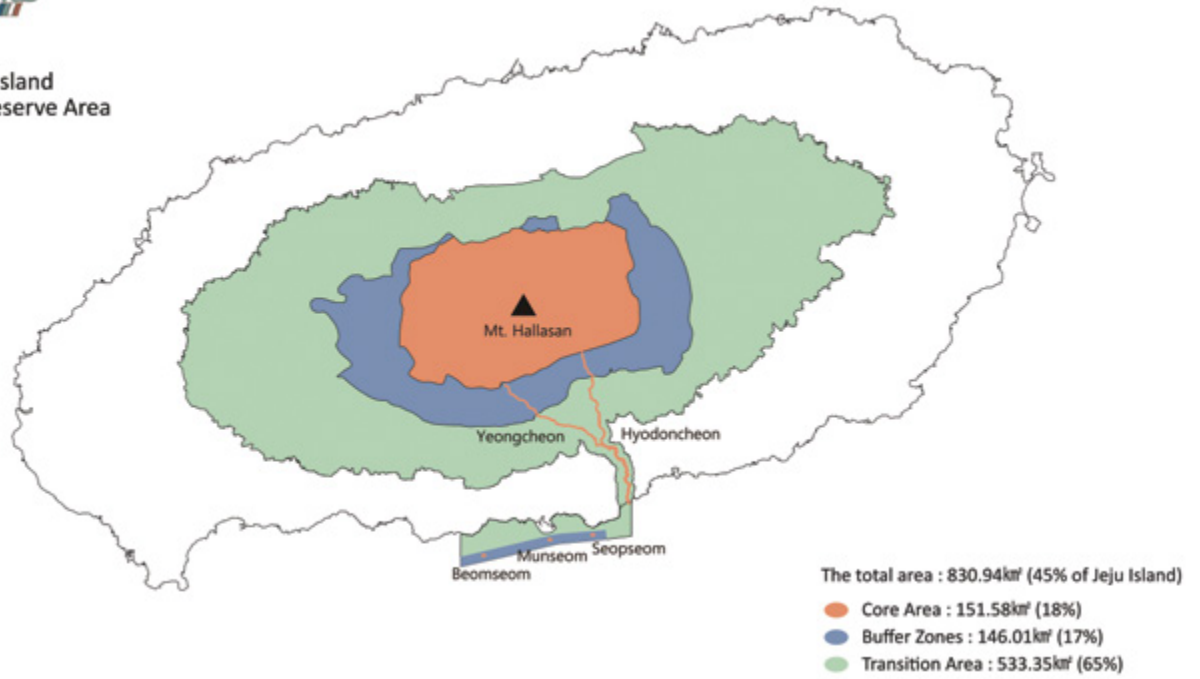 sland
eserve Area
Mt. Hallasan
Yeongcheon
Hyodoncheon
Munseom
Seopseom
Beomseom
The total area : 830.94㎢ (45% of Jeju Island)
Core Area : 151.58㎢ (18%)
Buffer Zones : 146.01㎢ (17%)
Transition Area : 533.35㎢ (65%)